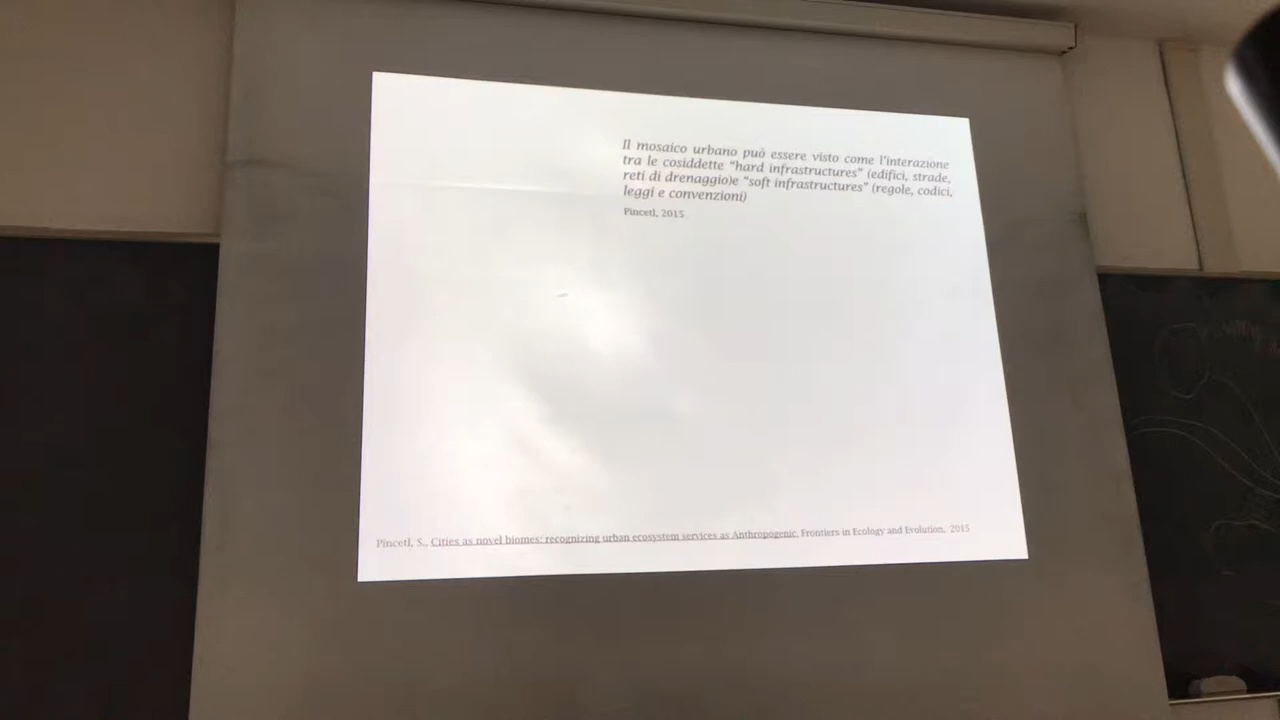 Il mosaico urbano può essere visto come l'interazione
tra le cosiddette "hard infrastructures" (edifici, strade,
reti di drenaggio)e "soft infrastructures" (regole, codici,
leggi e convenzioni)
Pincetl, 2015
Pincetl, S., Cities as novel biomes: recognizing urban ecosystem services as Anthropogenic, Frontiers in Ecology and Evolution, 2015